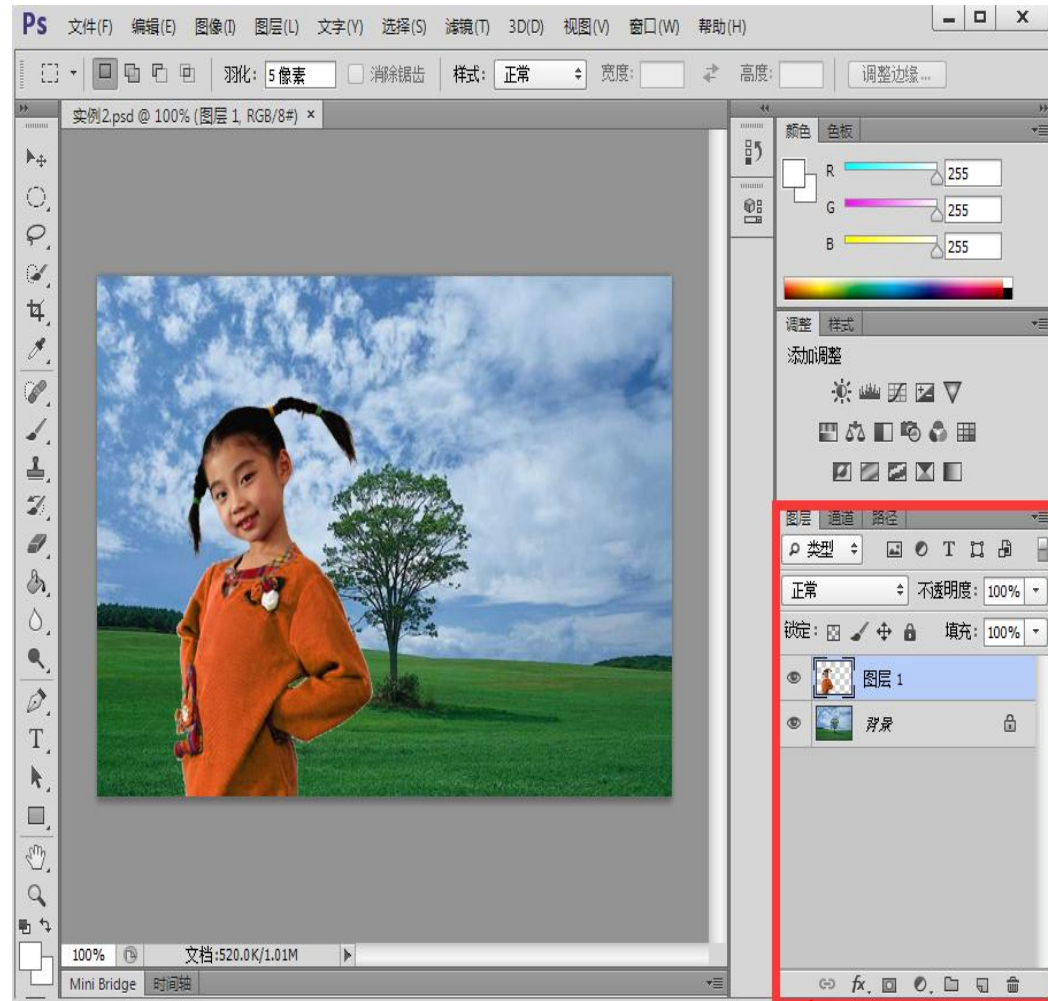 Ps 文件(F) 编辑(E) 图像(I) 图层(L) 文字(Y) 选择(S) 滤镜(T) 3D(D) 视图(V) 窗口(W) 帮助(H)
羽化: 5 像素 消除锯齿 样式: 正常 宽度: 高度: 调整边缘...
实例2.psd @ 100% (图层 1, RGB/8#) ×
颜色 色板
R 255
G 255
B 255
调整 样式
添加调整
图层 通道 路径
类型 T
正常 不透明度: 100%
锁定: 填充: 100%
图层 1
背景
T
100% 文档:520.0K/1.01M
Mini Bridge 时间轴
fx.